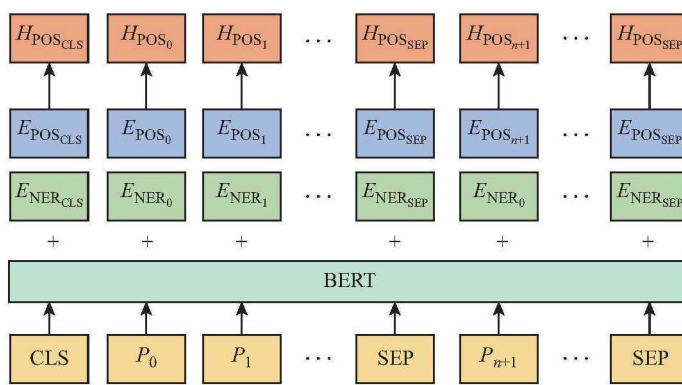 H_POS_CLS H_POS_0 H_POS_1 ... H_POS_SEP H_POS_n+1 ... H_POS_SEP
E_POS_CLS E_POS_0 E_POS_1 ... E_POS_SEP E_POS_n+1 ... E_POS_SEP
E_NER_CLS E_NER_0 E_NER_1 ... E_NER_SEP E_NER_0 ... E_NER_SEP
+ + + + + +
BERT
CLS P_0 P_1 ... SEP P_n+1 ... SEP